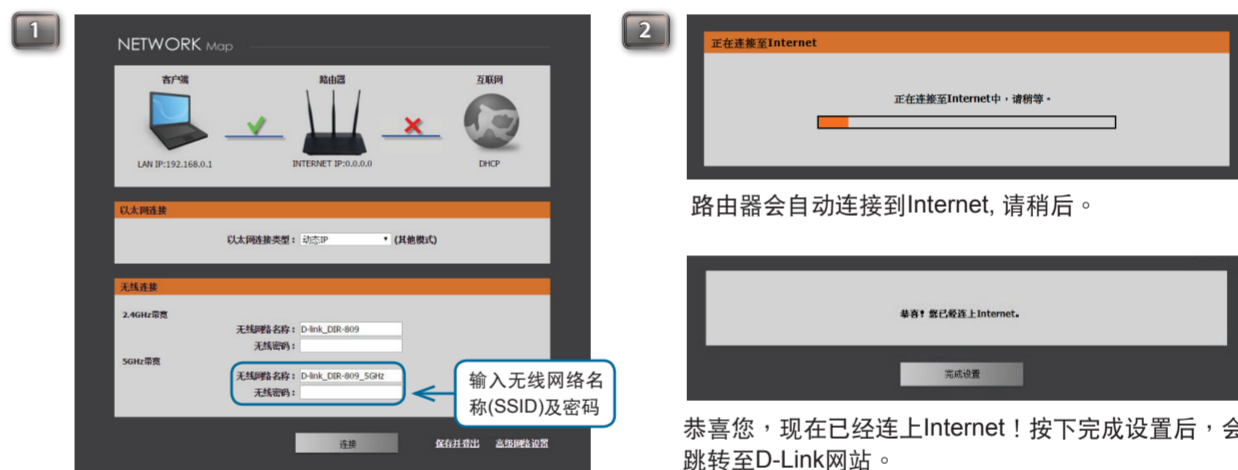 1
NETWORK Map
客户端 路由器 互联网
LAN IP:192.168.0.1 INTERNET IP:0.0.0.0 DHCP
以太网连接
以太网连接类型： 动态IP (其他模式)
无线连接
2.4GHz带宽
无线网络名称： D-link_DIR-809
无线密码：
5GHz带宽
无线网络名称： D-link_DIR-809_5GHz
无线密码：
输入无线网络名
称(SSID)及密码
连接 保存并登出 高级网络设置
2
正在连接至Internet
正在连接至Internet中，请稍等。
路由器会自动连接到Internet, 请稍后。
恭喜！您已经连上Internet。
完成设置
恭喜您，现在已经连上Internet！按下完成设置后，会
跳转至D-Link网站。